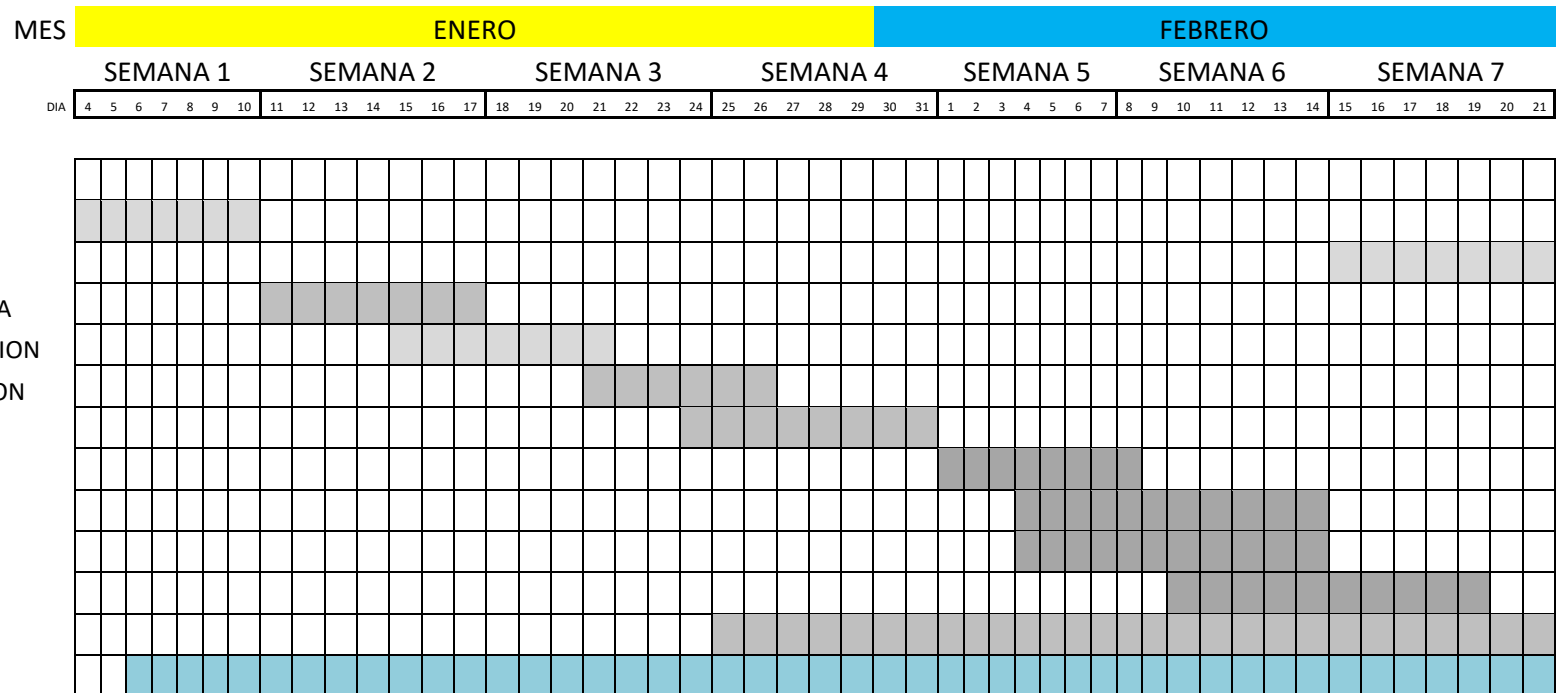 MES ENERO FEBRERO
SEMANA 1 SEMANA 2 SEMANA 3 SEMANA 4 SEMANA 5 SEMANA 6 SEMANA 7
DIA 4 5 6 7 8 9 10 11 12 13 14 15 16 17 18 19 20 21 22 23 24 25 26 27 28 29 30 31 1 2 3 4 5 6 7 8 9 10 11 12 13 14 15 16 17 18 19 20 21
A
ION
ON